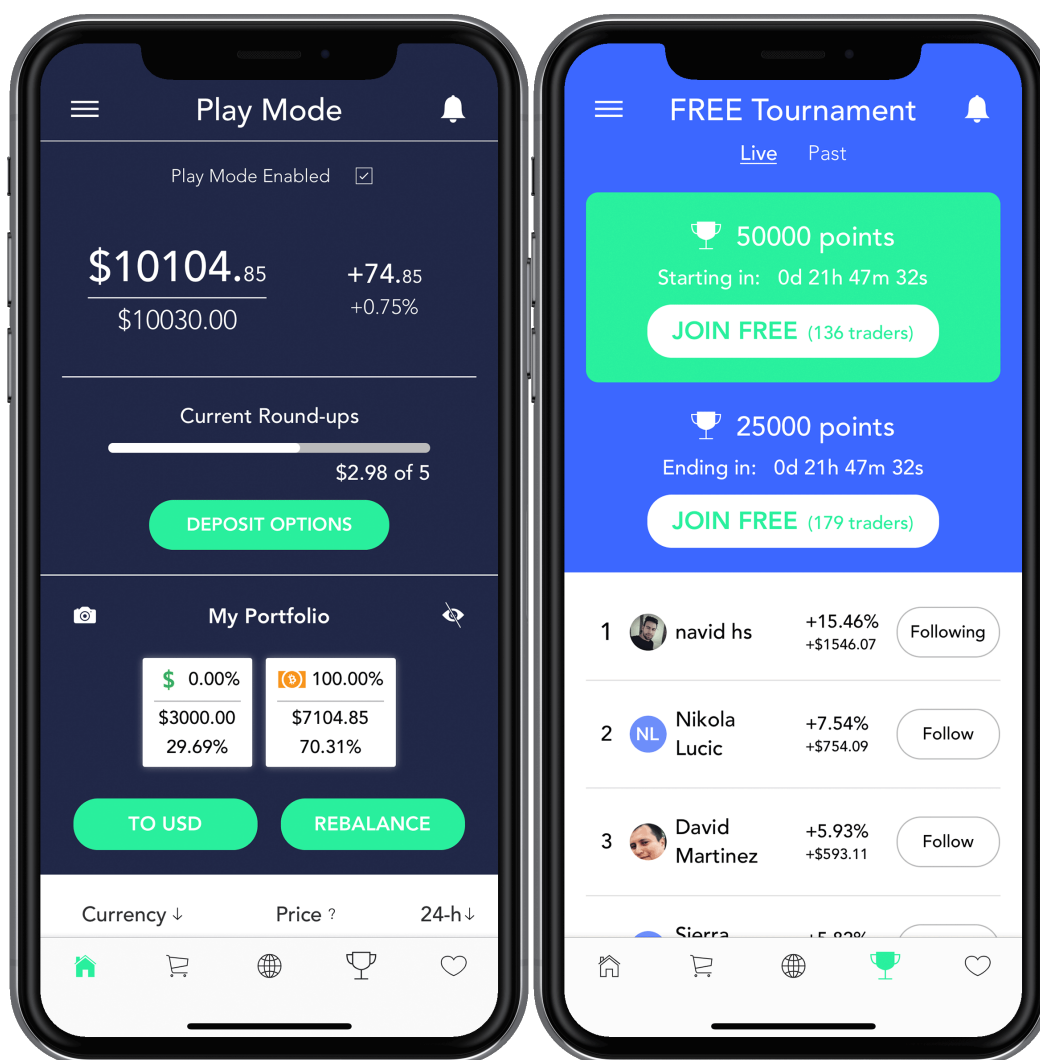 Play Mode
Play Mode Enabled
$10104.85
+74.85
$10030.00
+0.75%
Current Round-ups
$2.98 of 5
DEPOSIT OPTIONS
My Portfolio
$ 0.00%
$3000.00
29.69%
100.00%
$7104.85
70.31%
TO USD
REBALANCE
Currency ↓
Price ?
24-h↓
FREE Tournament
Live Past
50000 points
Starting in: 0d 21h 47m 32s
JOIN FREE (136 traders)
25000 points
Ending in: 0d 21h 47m 32s
JOIN FREE (179 traders)
1 navid hs +15.46% Following
+$1546.07
2 NL Nikola Lucic +7.54% Follow
+$754.09
3 David Martinez +5.93% Follow
+$593.11
Sierra